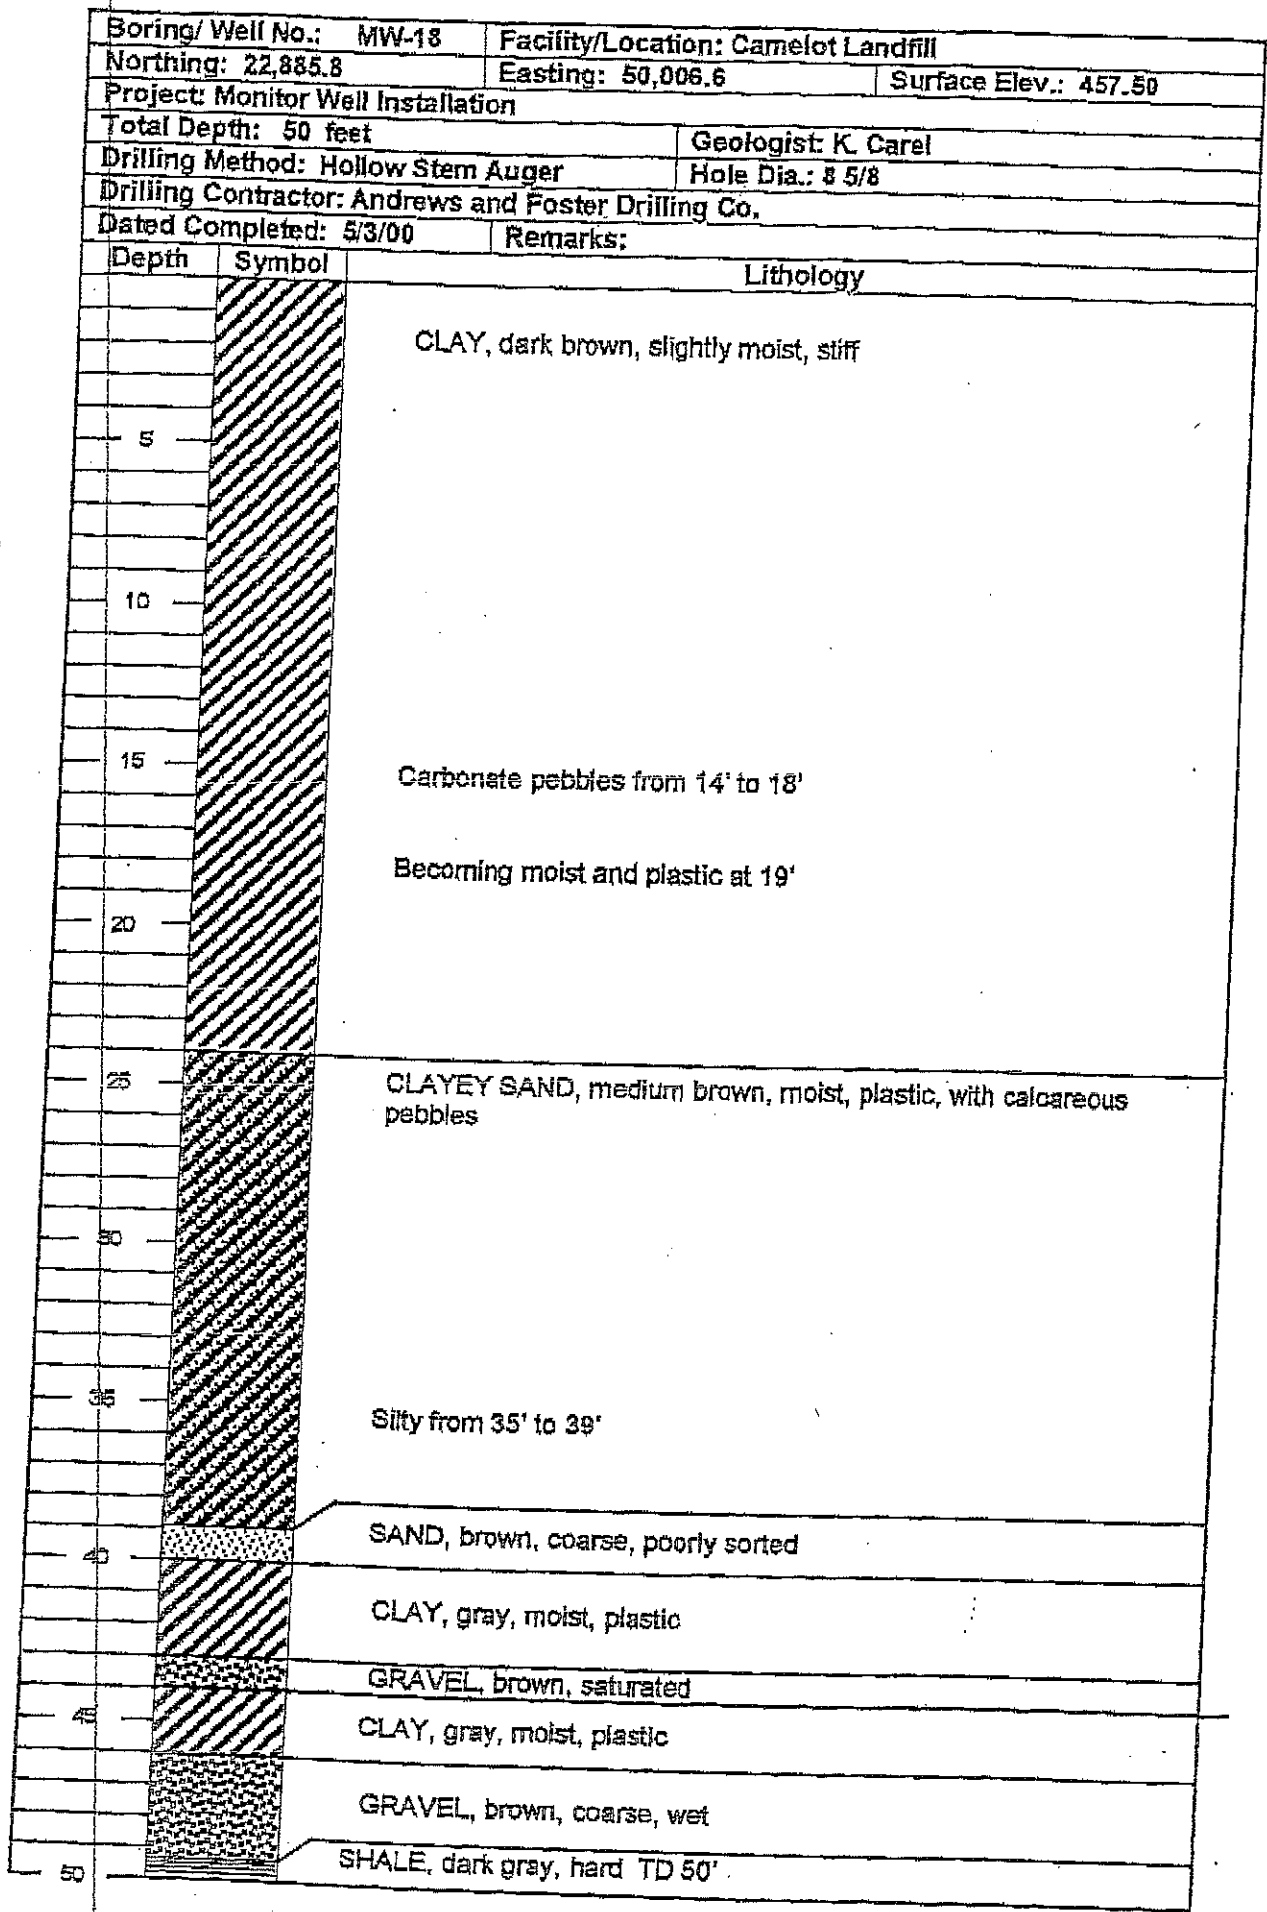 Boring/ Well No.: MW-18 Facility/Location: Camelot Landfill
Northing: 22,885.8 Easting: 50,006.6 Surface Elev.: 457.50
Project: Monitor Well Installation
Total Depth: 50 feet Geologist: K. Carel
Drilling Method: Hollow Stem Auger Hole Dia.: 8 5/8
Drilling Contractor: Andrews and Foster Drilling Co.
Dated Completed: 5/3/00 Remarks:
Depth Symbol Lithology
CLAY, dark brown, slightly moist, stiff
5
10
15
Carbonate pebbles from 14' to 18'
Becoming moist and plastic at 19'
20
25
CLAYEY SAND, medium brown, moist, plastic, with calcareous
pebbles
30
35
Silty from 35' to 39'
SAND, brown, coarse, poorly sorted
40
CLAY, gray, moist, plastic
GRAVEL, brown, saturated
45
CLAY, gray, moist, plastic
GRAVEL, brown, coarse, wet
SHALE, dark gray, hard TD 50'
50